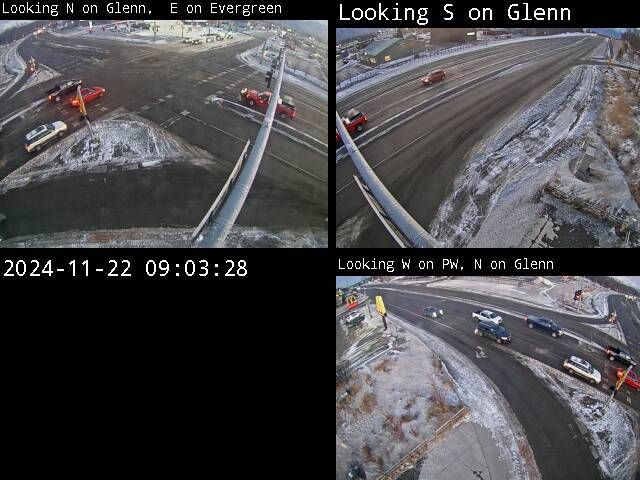 Looking N on Glenn, E on Evergreen
Looking S on Glenn
2024-11-22 09:03:28
Looking W on PW, N on Glenn